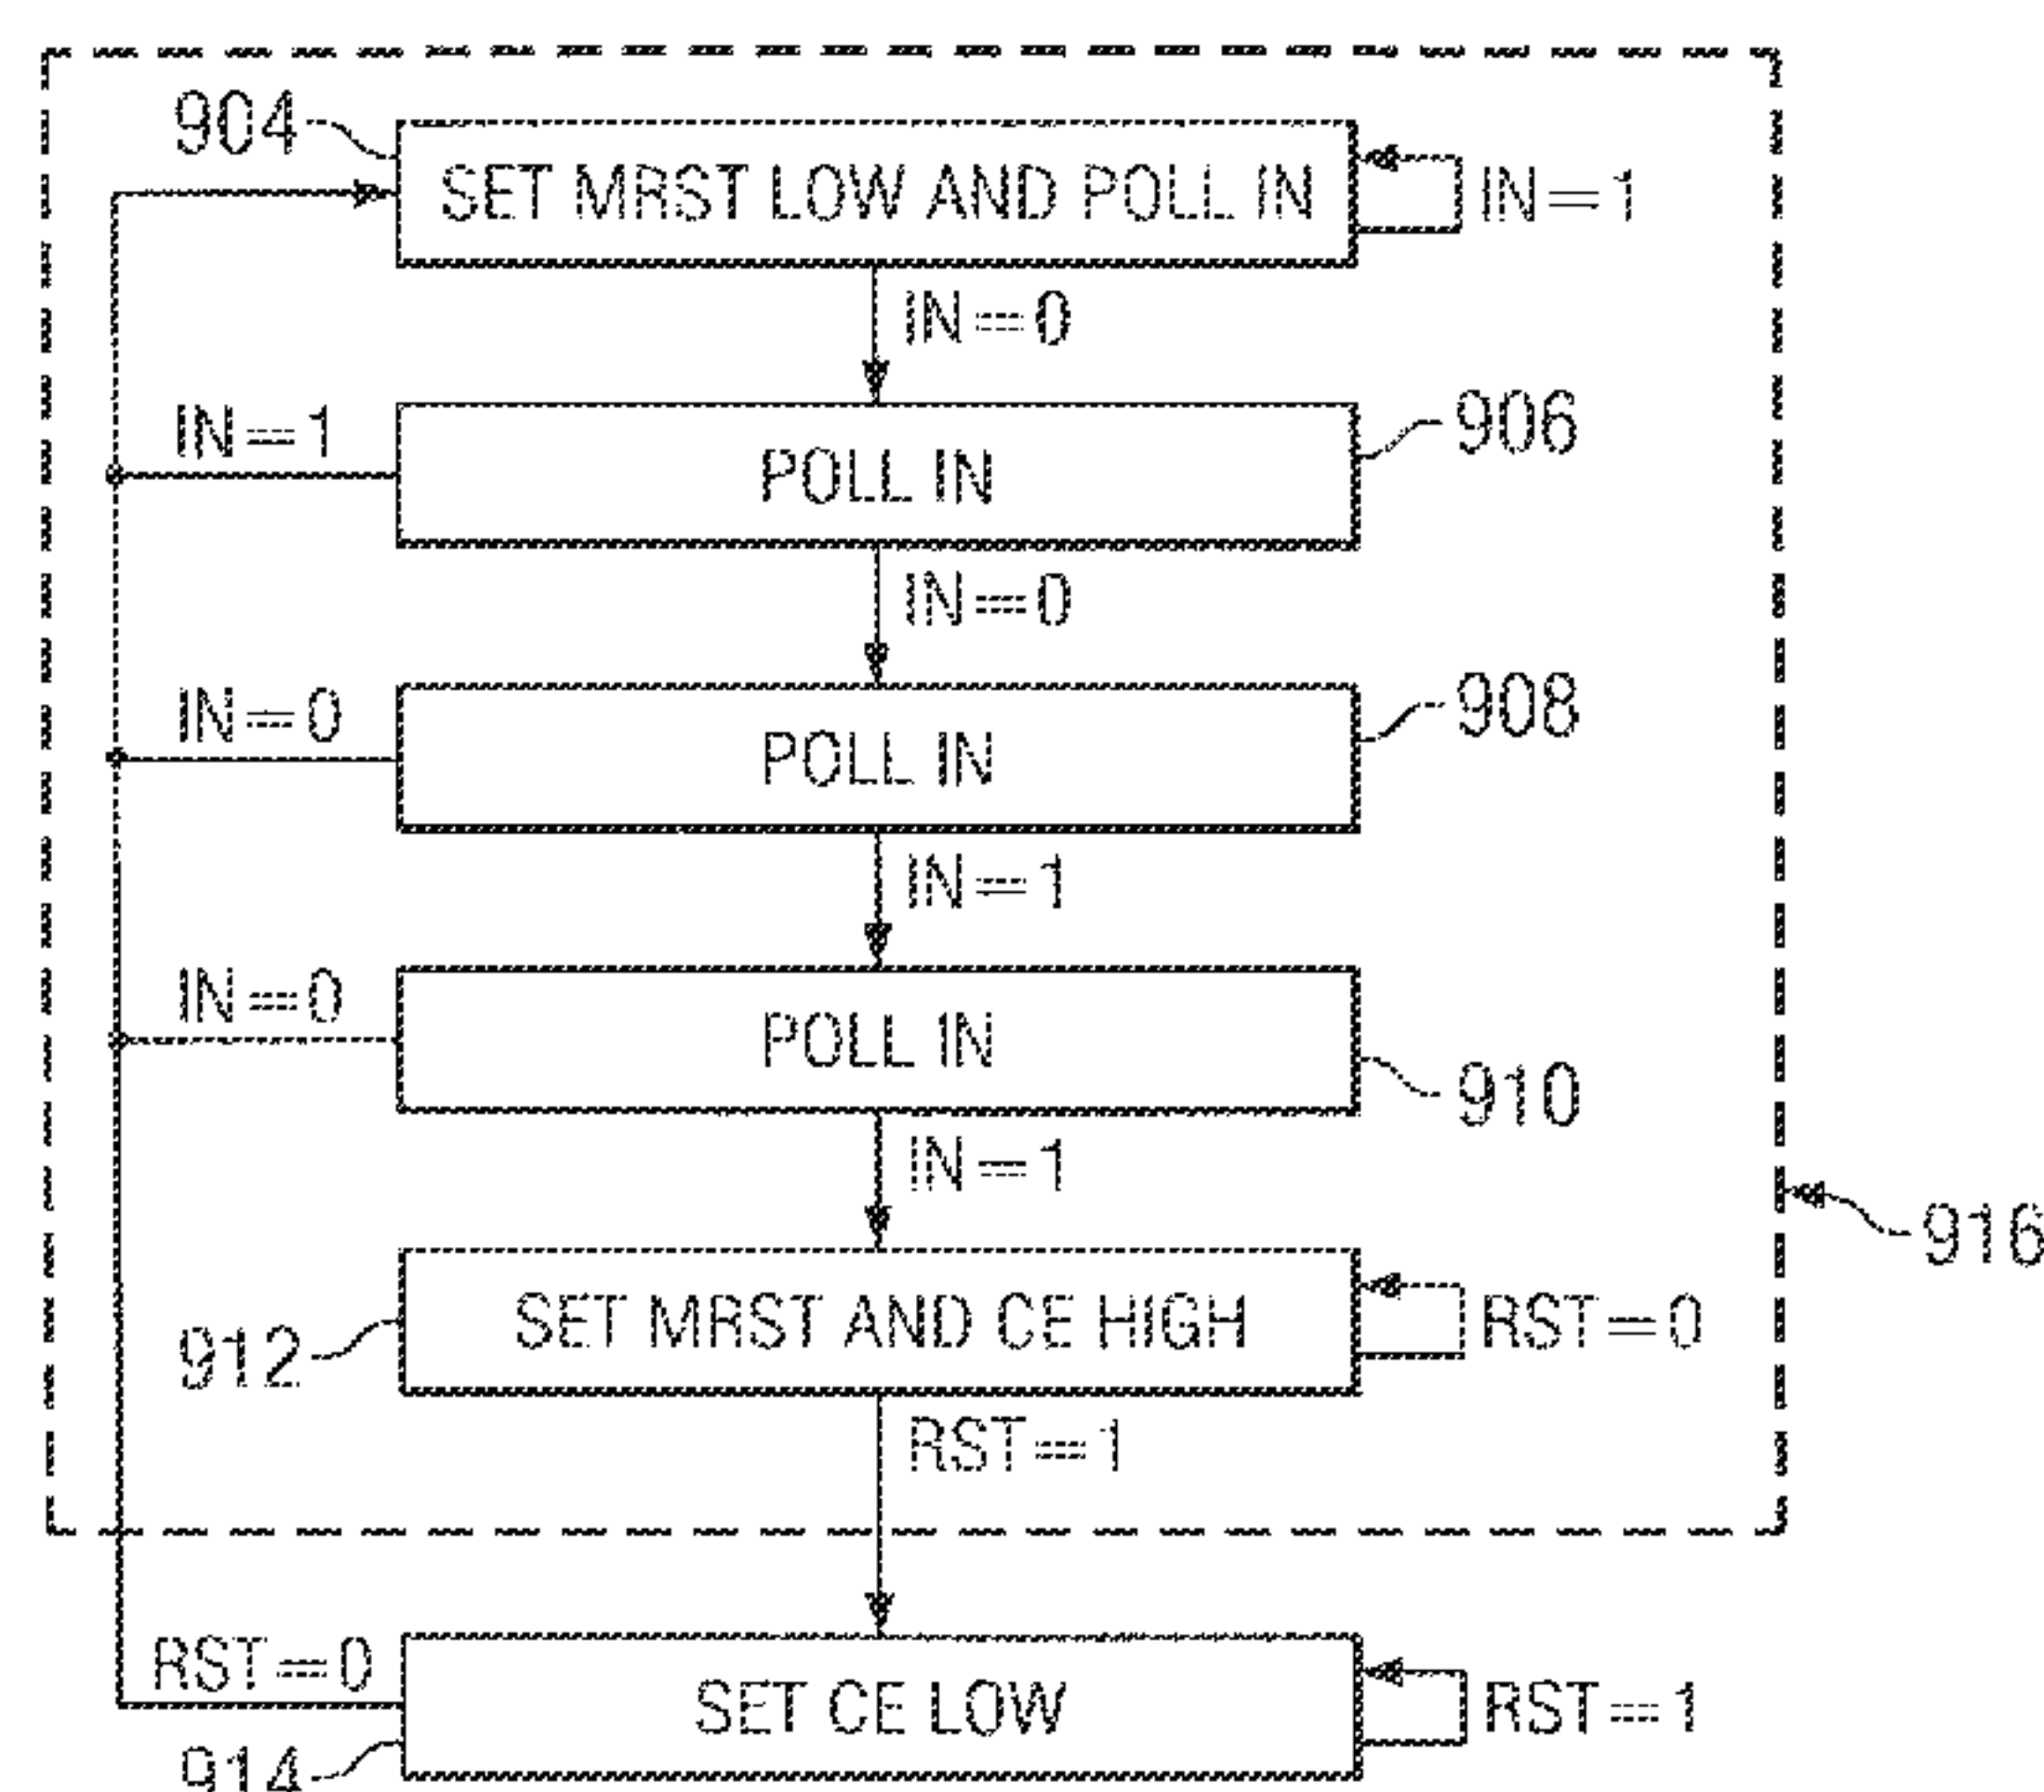 904
SET MRST LOW AND POLL IN
IN=1
IN=0
IN=1
POLL IN
906
IN=0
IN=0
POLL IN
908
IN=1
IN=0
POLL IN
910
IN=1
912
SET MRST AND CE HIGH
RST=0
916
RST=1
RST=0
SET CE LOW
RST=1
914